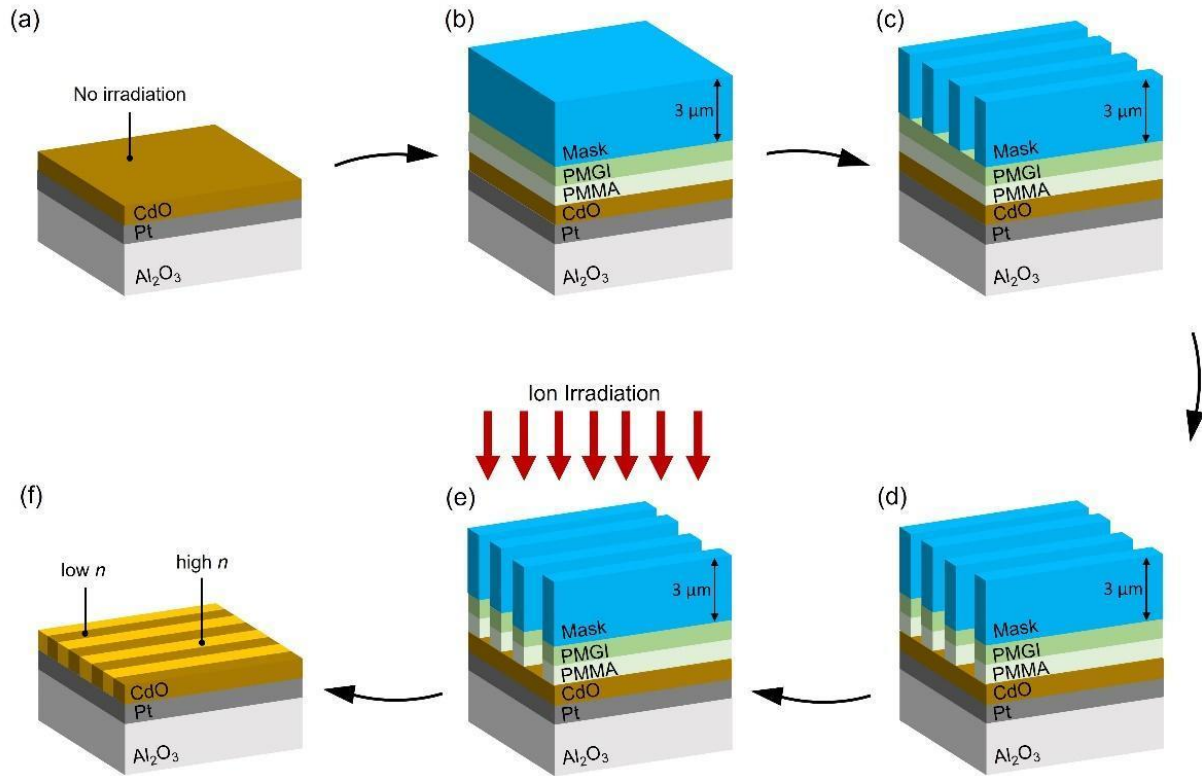 (a)
No irradiation
CdO
Pt
Al₂O₃
(b)
3 μm
Mask
PMGI
PMMA
CdO
Pt
Al₂O₃
(c)
3 μm
Mask
PMGI
PMMA
CdO
Pt
Al₂O₃
(f)
low n
high n
CdO
Pt
Al₂O₃
Ion Irradiation
(e)
3 μm
Mask
PMGI
PMMA
CdO
Pt
Al₂O₃
(d)
3 μm
Mask
PMGI
PMMA
CdO
Pt
Al₂O₃